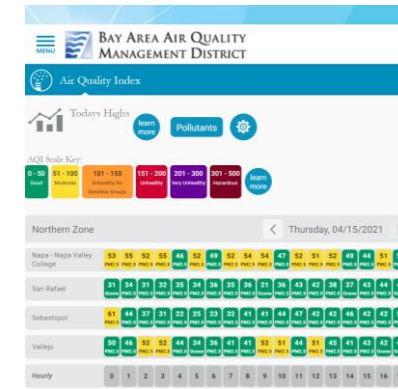 BAY AREA AIR QUALITY
MENU
MANAGEMENT DISTRICT
Air Quality Index
Todays Highs
learn more
Pollutants
AQI Scale Key:
0 - 50 51 - 100 101 - 150 151 - 200 201 - 300 301 - 500
Good Moderate Unhealthy for Sensitive Groups Unhealthy Very Unhealthy Hazardous
learn more
Northern Zone < Thursday, 04/15/2021
Napa - Napa Valley College 53 55 52 55 46 52 49 52 54 54 47 52 51 52 49 44 51
San Rafael 31 34 31 32 35 34 36 35 36 21 36 43 42 38 37 43 44
Sebastopol 61 44 37 31 22 25 23 32 41 41 44 47 42 42 46 42 42
Vallejo 50 46 52 52 44 34 36 41 41 52 51 44 51 45 41 43 42
Hourly 0 1 2 3 4 5 6 7 8 9 10 11 12 13 14 15 16